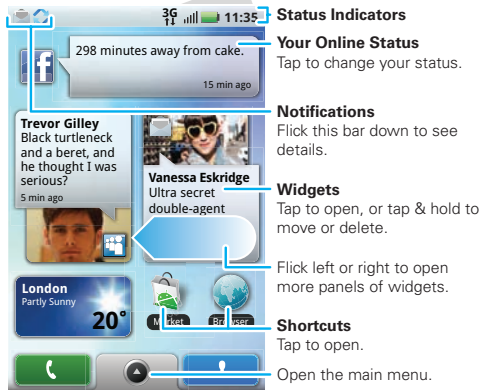 3G 11:35
Status Indicators
298 minutes away from cake.
15 min ago
Your Online Status
Tap to change your status.
Notifications
Flick this bar down to see
details.
Trevor Gilley
Black turtleneck
and a beret, and
he thought I was
serious?
5 min ago
Vanessa Eskridge
Ultra secret
double-agent
Widgets
Tap to open, or tap & hold to
move or delete.
Flick left or right to open
more panels of widgets.
London
Partly Sunny
20°
Market
Browser
Shortcuts
Tap to open.
Open the main menu.